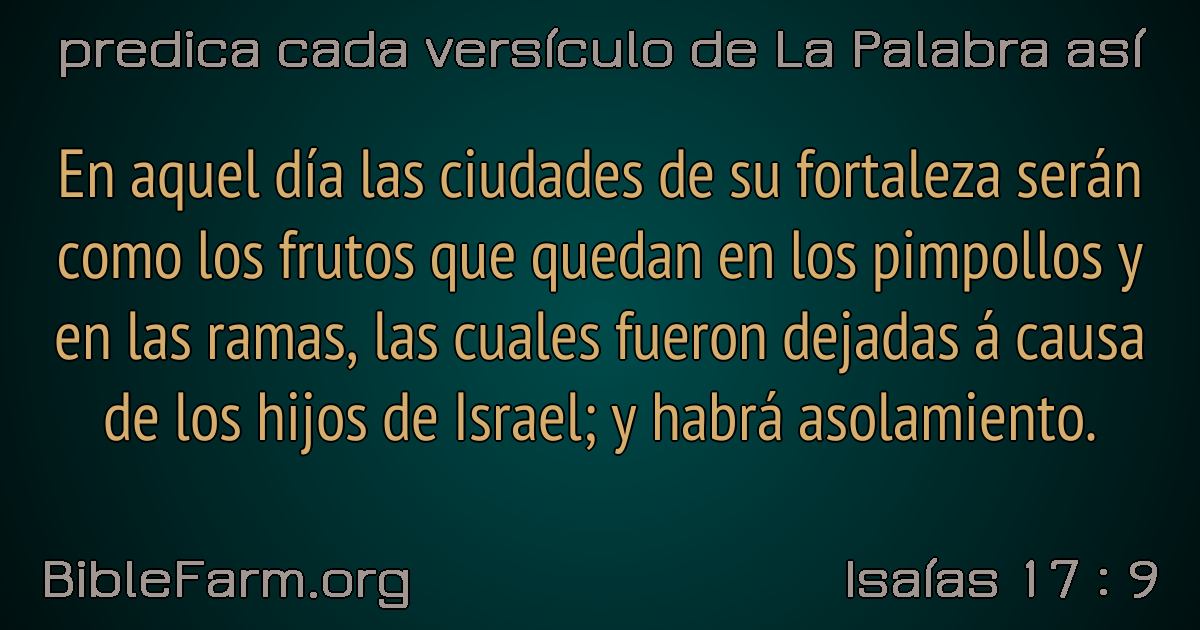 predica cada versículo de La Palabra así
En aquel día las ciudades de su fortaleza serán
como los frutos que quedan en los pimpollos y
en las ramas, las cuales fueron dejadas á causa
de los hijos de Israel; y habrá asolamiento.
BibleFarm.org
Isaías 17 : 9